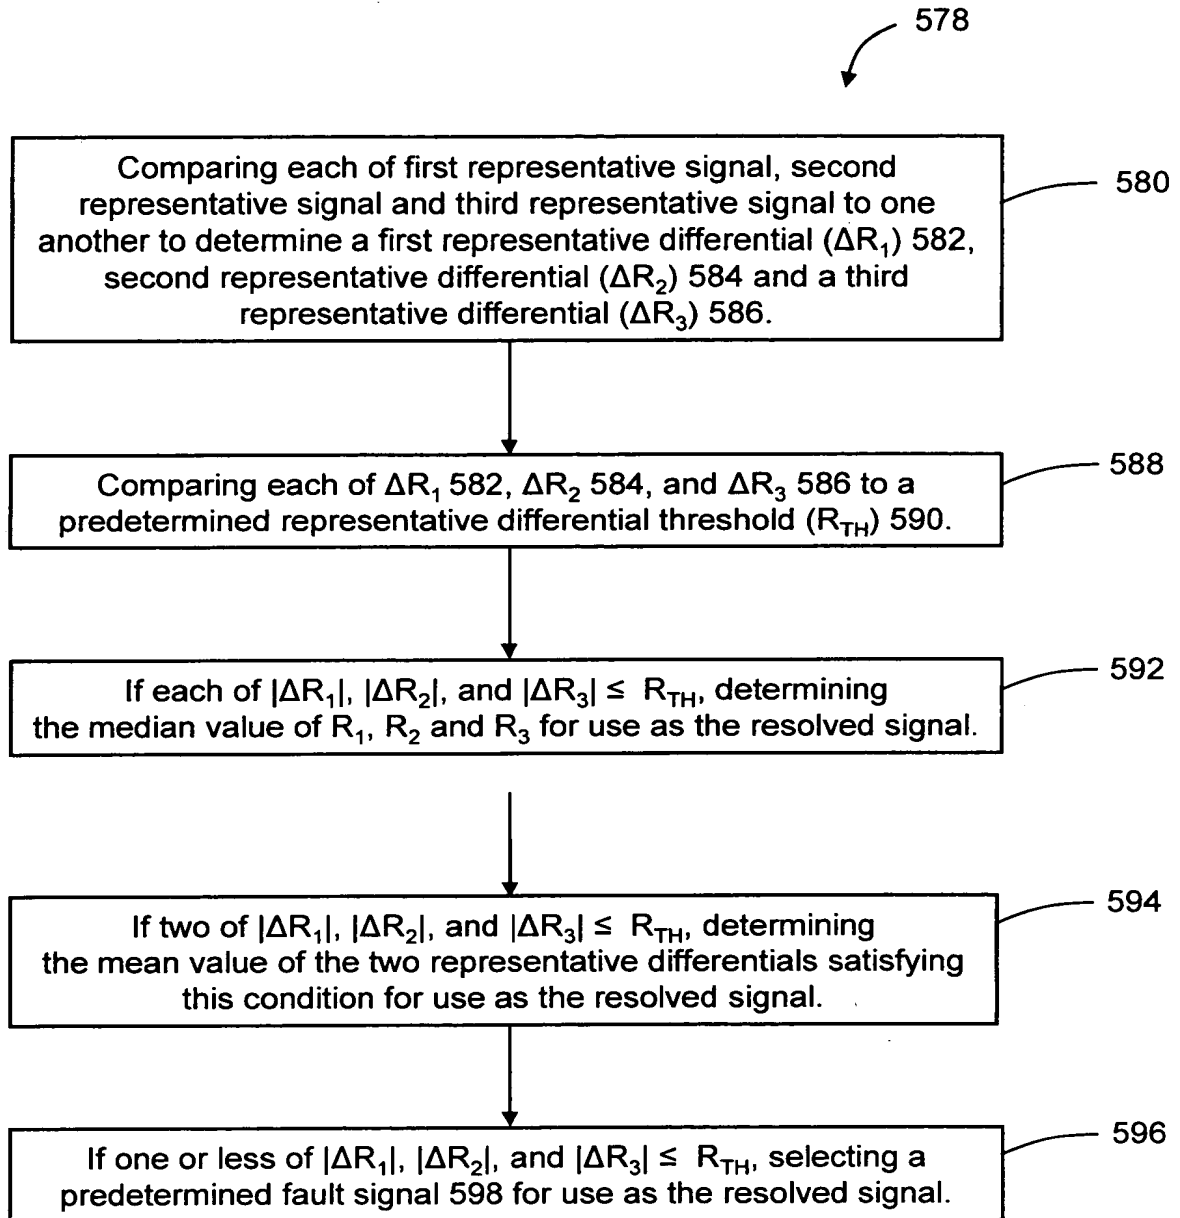 578
Comparing each of first representative signal, second
representative signal and third representative signal to one
another to determine a first representative differential (ΔR₁) 582,
second representative differential (ΔR₂) 584 and a third
representative differential (ΔR₃) 586.
580
Comparing each of ΔR₁ 582, ΔR₂ 584, and ΔR₃ 586 to a
predetermined representative differential threshold (R_TH) 590.
588
If each of |ΔR₁|, |ΔR₂|, and |ΔR₃| ≤ R_TH, determining
the median value of R₁, R₂ and R₃ for use as the resolved signal.
592
If two of |ΔR₁|, |ΔR₂|, and |ΔR₃| ≤ R_TH, determining
the mean value of the two representative differentials satisfying
this condition for use as the resolved signal.
594
If one or less of |ΔR₁|, |ΔR₂|, and |ΔR₃| ≤ R_TH, selecting a
predetermined fault signal 598 for use as the resolved signal.
596